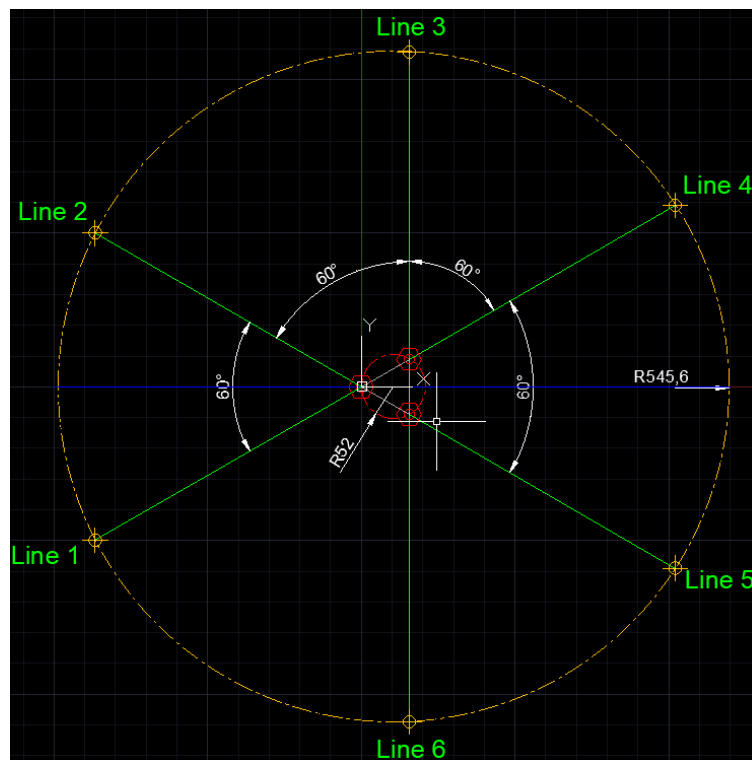 Line 3
Line 4
Line 2
60°
60°
Y
X
60°
60°
R545,6
R52
Line 1
Line 5
Line 6